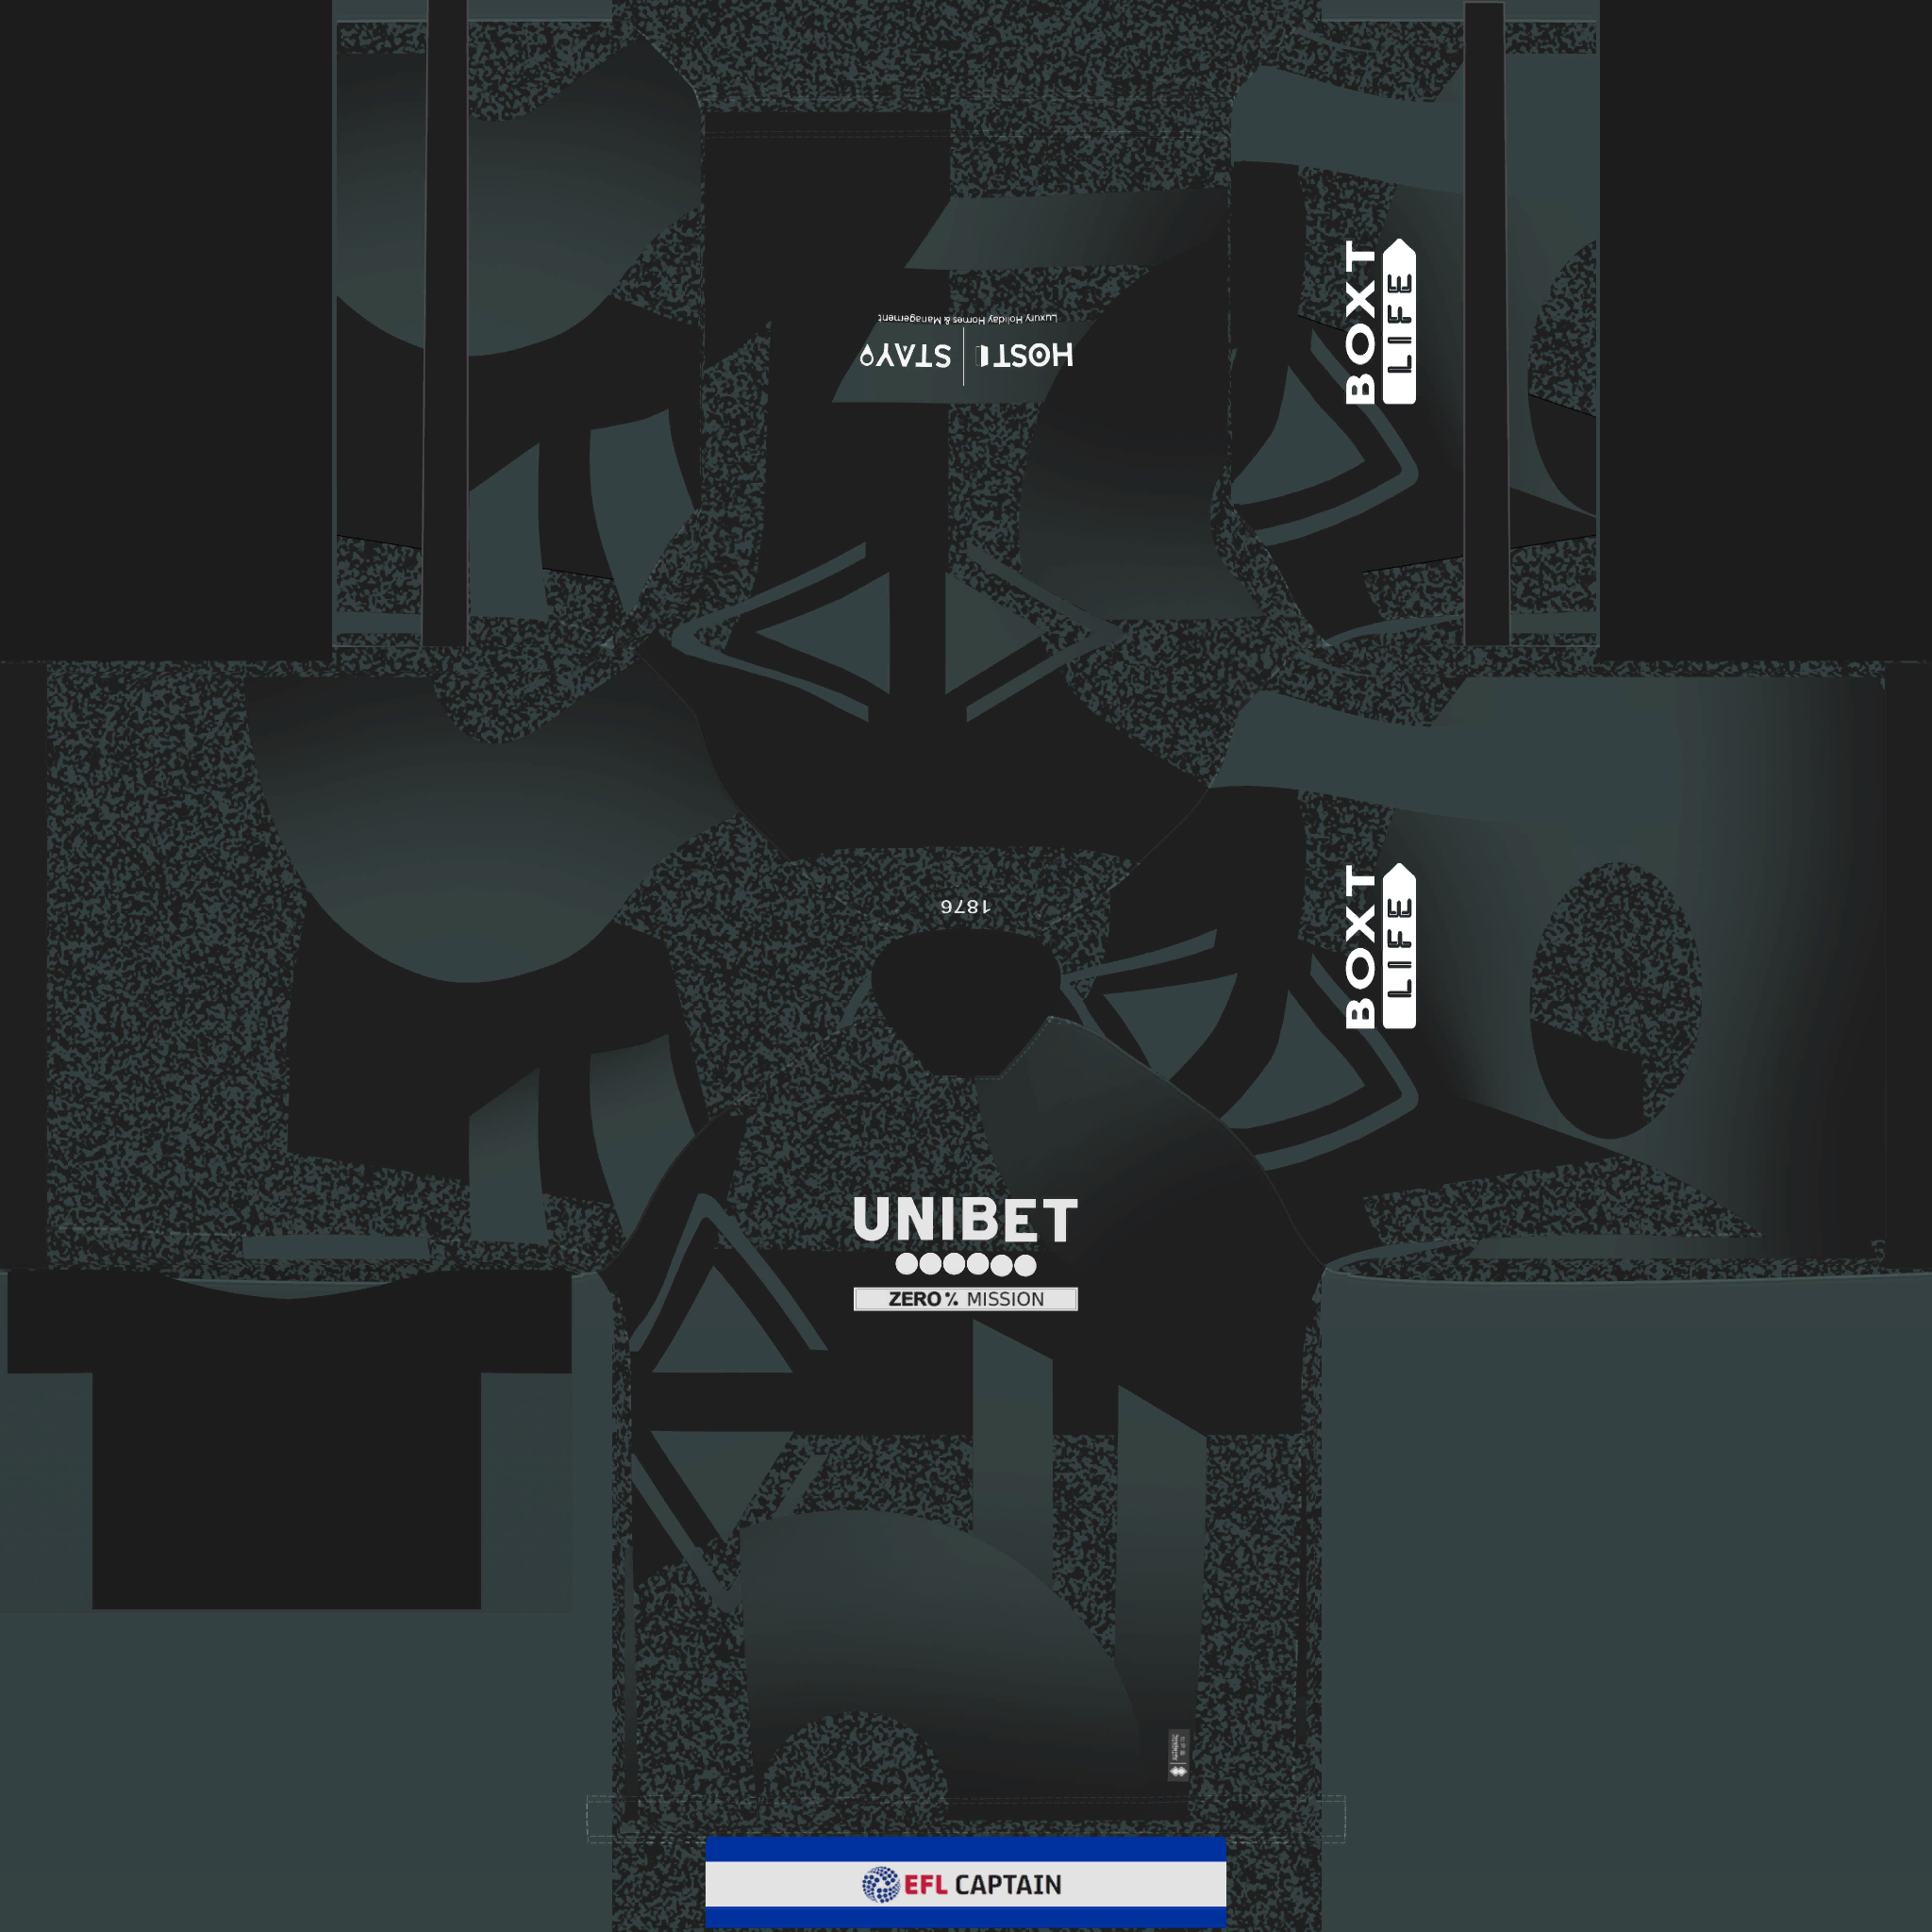 Luxury Holiday Homes & Management
HOST STAY
BOXT
LIFE
1876
BOXT
LIFE
UNIBET
ZERO% MISSION
EFL CAPTAIN